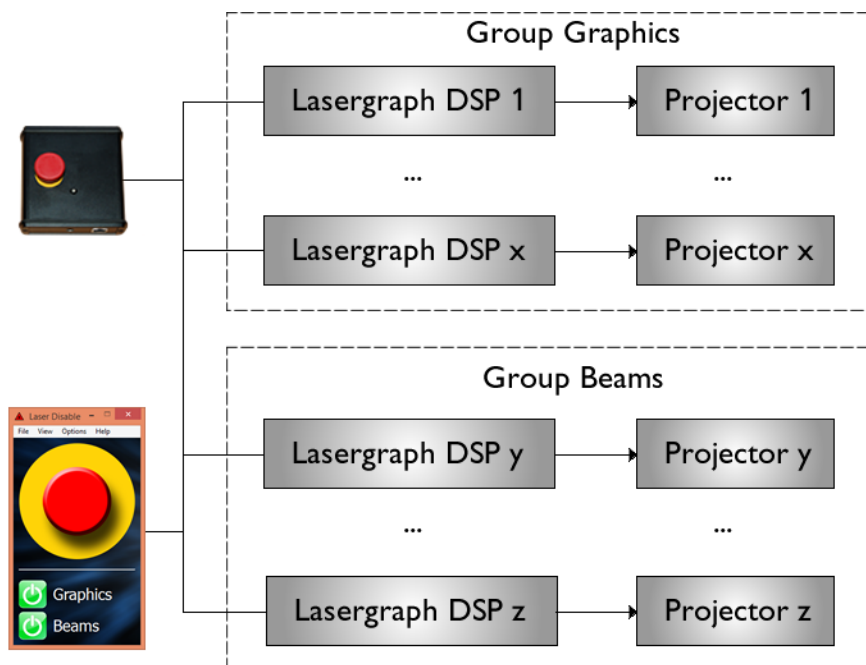 Group Graphics
Lasergraph DSP 1
Projector 1
...
...
Lasergraph DSP x
Projector x
Group Beams
Laser Disable
File View Options Help
Lasergraph DSP y
Projector y
...
...
Graphics
Beams
Lasergraph DSP z
Projector z